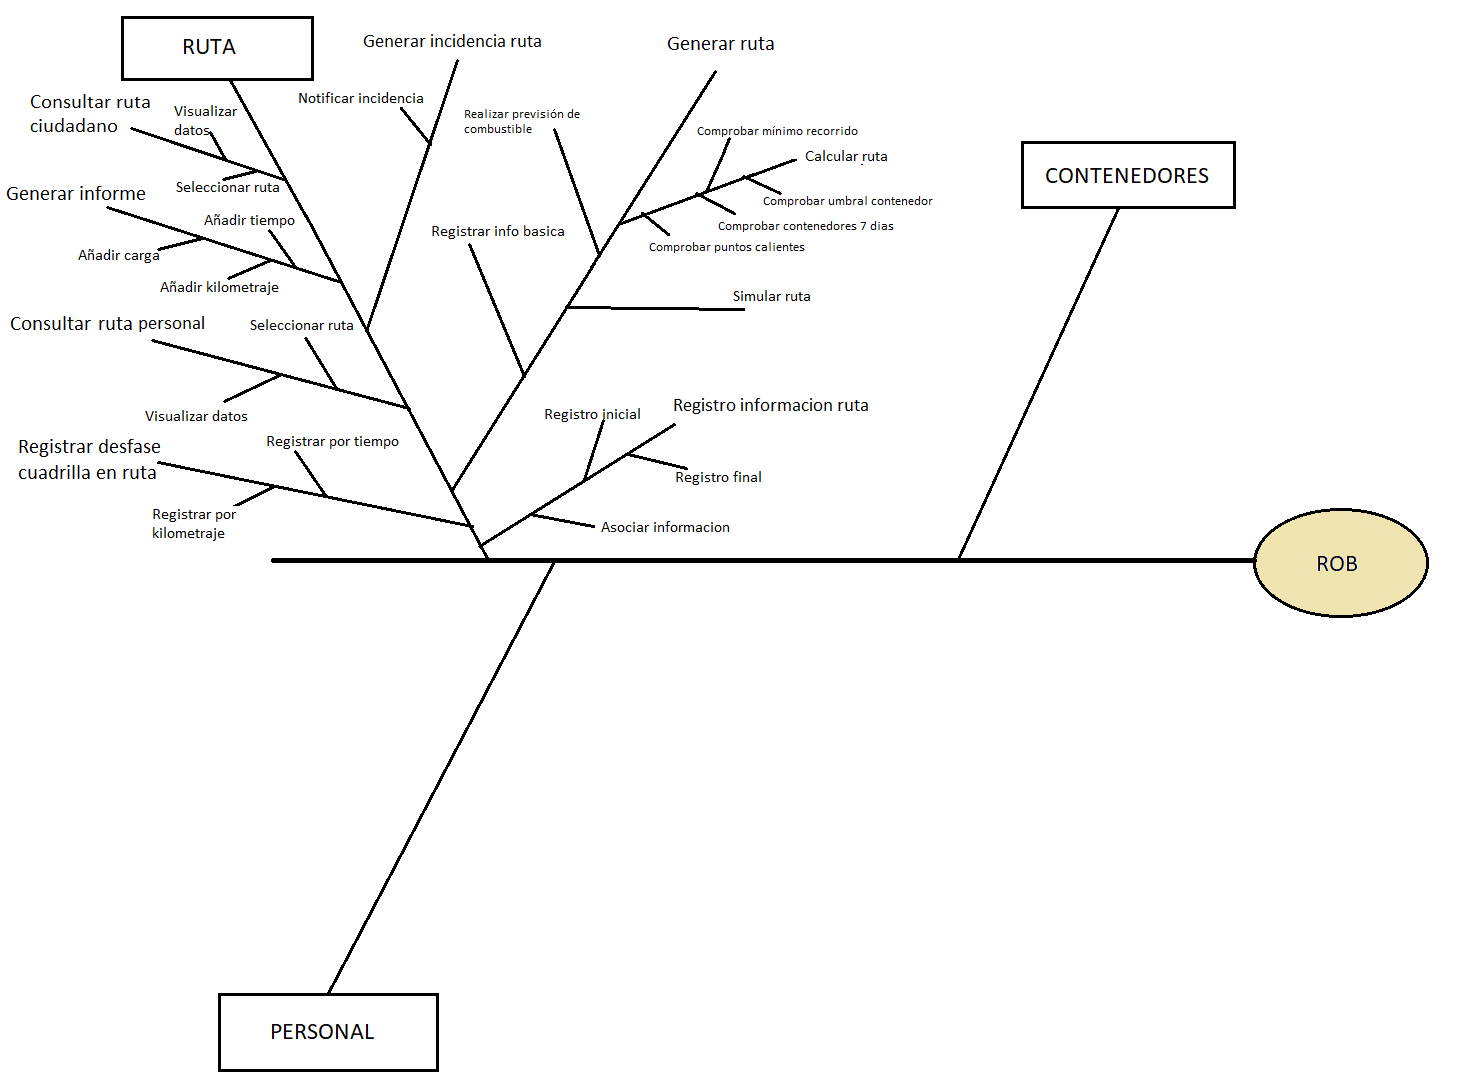 RUTA
Generar incidencia ruta
Generar ruta
Consultar ruta
ciudadano
Visualizar
datos
Notificar incidencia
Realizar previsión de
combustible
Comprobar mínimo recorrido
Calcular ruta
CONTENEDORES
Seleccionar ruta
Generar informe
Comprobar umbral contenedor
Añadir tiempo
Registrar info basica
Comprobar contenedores 7 dias
Comprobar puntos calientes
Añadir carga
Añadir kilometraje
Simular ruta
Consultar ruta personal
Seleccionar ruta
Visualizar datos
Registro inicial
Registro informacion ruta
Registrar desfase
cuadrilla en ruta
Registrar por tiempo
Registro final
Registrar por
kilometraje
Asociar informacion
ROB
PERSONAL